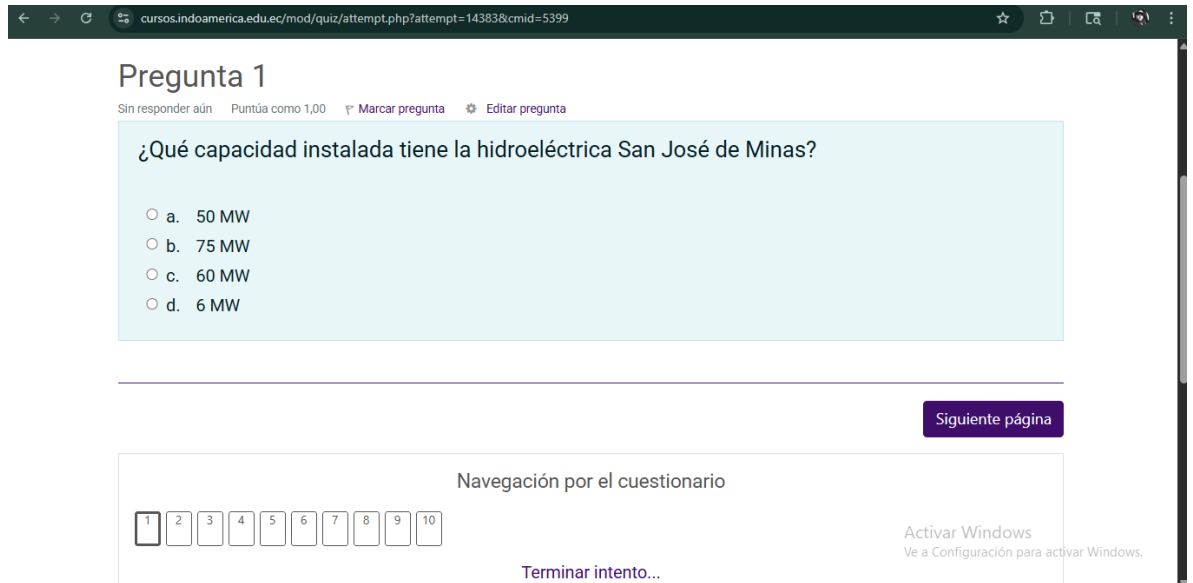 cursos.indoamerica.edu.ec/mod/quiz/attempt.php?attempt=14383&cmid=5399
Pregunta 1
Sin responder aún Puntúa como 1,00 Marcar pregunta Editar pregunta
¿Qué capacidad instalada tiene la hidroeléctrica San José de Minas?
a. 50 MW
b. 75 MW
c. 60 MW
d. 6 MW
Siguiente página
Navegación por el cuestionario
1 2 3 4 5 6 7 8 9 10
Activar Windows
Ve a Configuración para activar Windows.
Terminar intento...